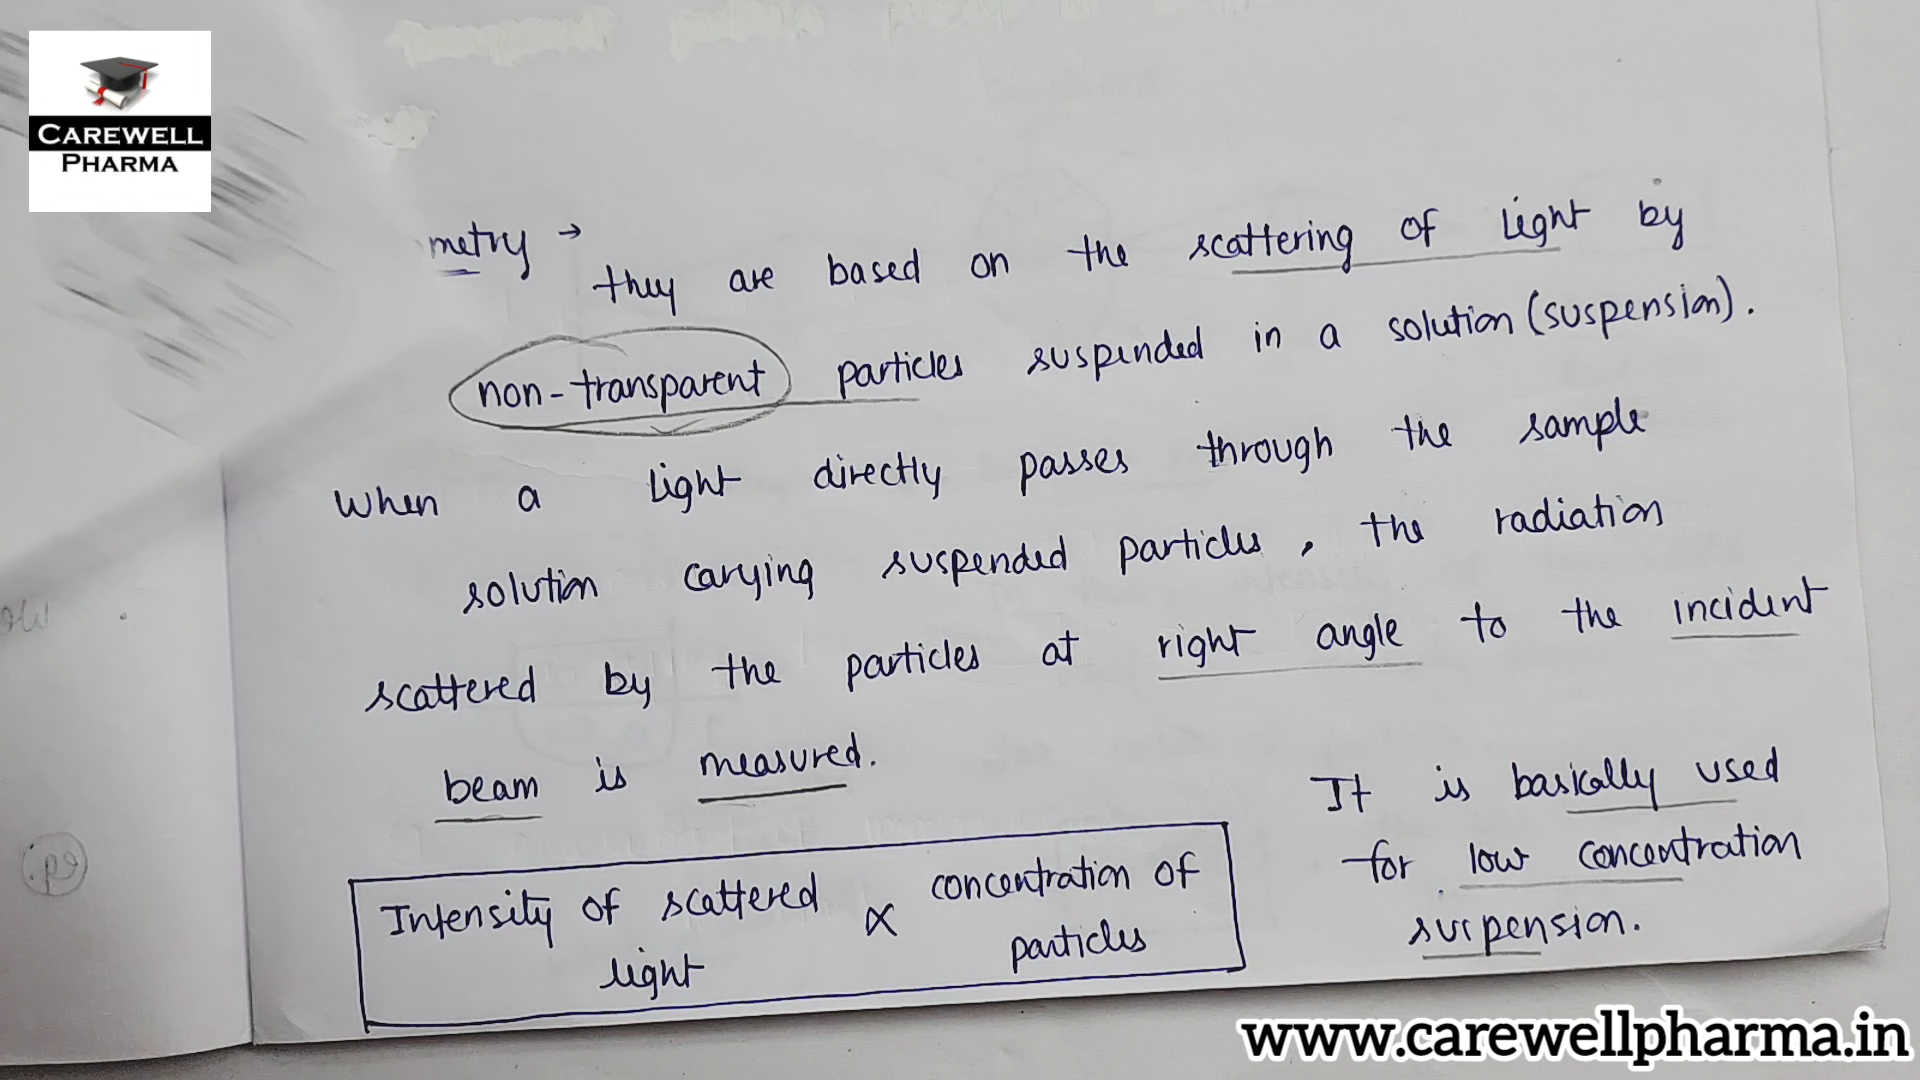 CAREWELL
PHARMA
metry →
they are based on the scattering of light by
non-transparent particles suspended in a solution (suspension).
When a light directly passes through the sample
solution carying suspended particles, the radiation
scattered by the particles at right angle to the incident
beam is measured.
Intensity of scattered light ∝ concentration of particles
It is basically used
for low concentration
suspension.
www.carewellpharma.in